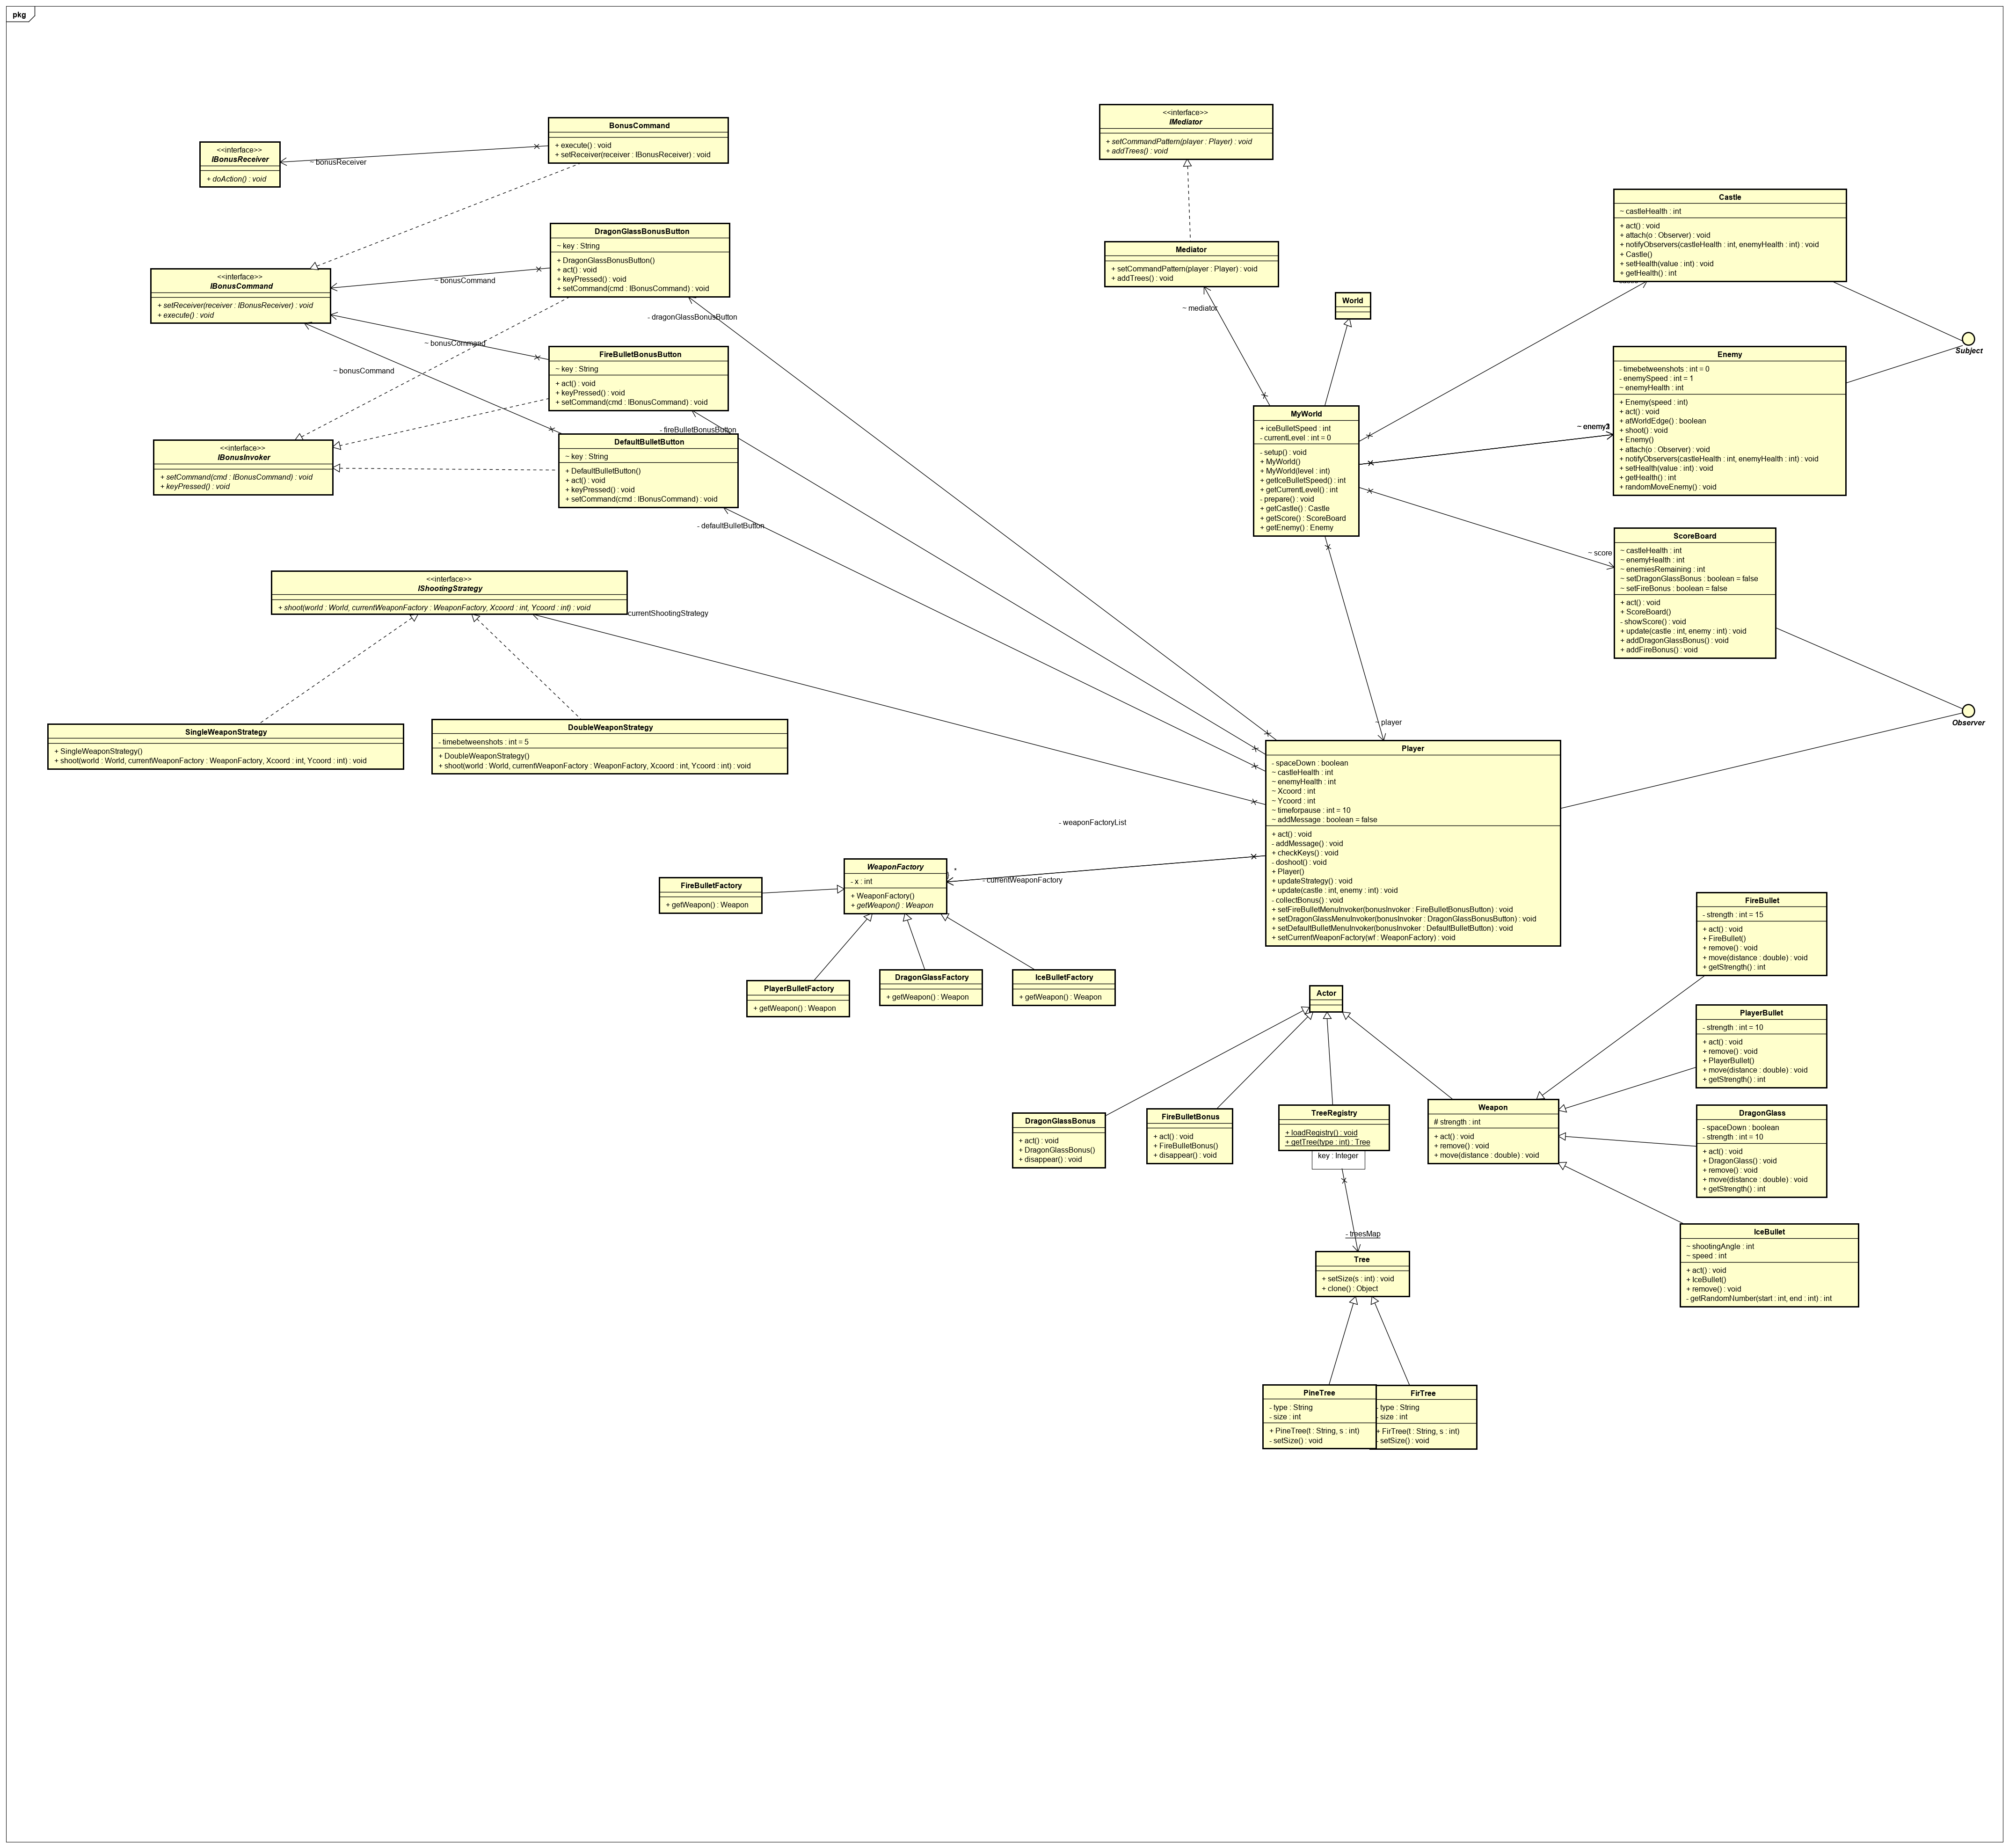 pkg
<<interface>>
IBonusReceiver
+ doAction() : void
~ bonusReceiver
BonusCommand
+ execute() : void
+ setReceiver(receiver : IBonusReceiver) : void
<<interface>>
IBonusCommand
+ setReceiver(receiver : IBonusReceiver) : void
+ execute() : void
~ bonusCommand
~ bonusCommand
~ bonusCommand
DragonGlassBonusButton
~ key : String
+ DragonGlassBonusButton()
+ act() : void
+ keyPressed() : void
+ setCommand(cmd : IBonusCommand) : void
- dragonGlassBonusButton
FireBulletBonusButton
~ key : String
+ act() : void
+ keyPressed() : void
+ setCommand(cmd : IBonusCommand) : void
- fireBulletBonusButton
<<interface>>
IBonusInvoker
+ setCommand(cmd : IBonusCommand) : void
+ keyPressed() : void
DefaultBulletButton
~ key : String
+ DefaultBulletButton()
+ act() : void
+ keyPressed() : void
+ setCommand(cmd : IBonusCommand) : void
- defaultBulletButton
<<interface>>
IShootingStrategy
+ shoot(world : World, currentWeaponFactory : WeaponFactory, Xcoord : int, Ycoord : int) : void
currentShootingStrategy
SingleWeaponStrategy
+ SingleWeaponStrategy()
+ shoot(world : World, currentWeaponFactory : WeaponFactory, Xcoord : int, Ycoord : int) : void
DoubleWeaponStrategy
- timebetweenshots : int = 5
+ DoubleWeaponStrategy()
+ shoot(world : World, currentWeaponFactory : WeaponFactory, Xcoord : int, Ycoord : int) : void
<<interface>>
IMediator
+ setCommandPattern(player : Player) : void
+ addTrees() : void
Mediator
+ setCommandPattern(player : Player) : void
+ addTrees() : void
~ mediator
World
MyWorld
+ iceBulletSpeed : int
- currentLevel : int = 0
- setup() : void
+ MyWorld()
+ MyWorld(level : int)
+ getIceBulletSpeed() : int
+ getCurrentLevel() : int
- prepare() : void
+ getCastle() : Castle
+ getScore() : ScoreBoard
+ getEnemy() : Enemy
Castle
~ castleHealth : int
+ act() : void
+ attach(o : Observer) : void
+ notifyObservers(castleHealth : int, enemyHealth : int) : void
+ Castle()
+ setHealth(value : int) : void
+ getHealth() : int
Subject
~ enemy
Enemy
- timebetweenshots : int = 0
- enemySpeed : int = 1
~ enemyHealth : int
+ Enemy(speed : int)
+ act() : void
+ atWorldEdge() : boolean
+ shoot() : void
+ Enemy()
+ attach(o : Observer) : void
+ notifyObservers(castleHealth : int, enemyHealth : int) : void
+ setHealth(value : int) : void
+ getHealth() : int
+ randomMoveEnemy() : void
~ score
ScoreBoard
~ castleHealth : int
~ enemyHealth : int
~ enemiesRemaining : int
~ setDragonGlassBonus : boolean = false
~ setFireBonus : boolean = false
+ act() : void
+ ScoreBoard()
- showScore() : void
+ update(castle : int, enemy : int) : void
+ addDragonGlassBonus() : void
+ addFireBonus() : void
Observer
~ player
Player
- spaceDown : boolean
~ castleHealth : int
~ enemyHealth : int
~ Xcoord : int
~ Ycoord : int
~ timeforpause : int = 10
~ addMessage : boolean = false
+ act() : void
- addMessage() : void
+ checkKeys() : void
- doshoot() : void
+ Player()
+ updateStrategy() : void
+ update(castle : int, enemy : int) : void
- collectBonus() : void
+ setFireBulletMenuInvoker(bonusInvoker : FireBulletBonusButton) : void
+ setDragonGlassMenuInvoker(bonusInvoker : DragonGlassBonusButton) : void
+ setDefaultBulletMenuInvoker(bonusInvoker : DefaultBulletButton) : void
+ setCurrentWeaponFactory(wf : WeaponFactory) : void
- weaponFactoryList
*
- currentWeaponFactory
WeaponFactory
- x : int
+ WeaponFactory()
+ getWeapon() : Weapon
FireBulletFactory
+ getWeapon() : Weapon
PlayerBulletFactory
+ getWeapon() : Weapon
DragonGlassFactory
+ getWeapon() : Weapon
IceBulletFactory
+ getWeapon() : Weapon
Actor
DragonGlassBonus
+ act() : void
+ DragonGlassBonus()
+ disappear() : void
FireBulletBonus
+ act() : void
+ FireBulletBonus()
+ disappear() : void
TreeRegistry
+ loadRegistry() : void
+ getTree(type : int) : Tree
key : Integer
- treesMap
Weapon
# strength : int
+ act() : void
+ remove() : void
+ move(distance : double) : void
FireBullet
- strength : int = 15
+ act() : void
+ FireBullet()
+ remove() : void
+ move(distance : double) : void
+ getStrength() : int
PlayerBullet
- strength : int = 10
+ act() : void
+ remove() : void
+ PlayerBullet()
+ move(distance : double) : void
+ getStrength() : int
DragonGlass
- spaceDown : boolean
- strength : int = 10
+ act() : void
+ DragonGlass() : void
+ remove() : void
+ move(distance : double) : void
+ getStrength() : int
IceBullet
~ shootingAngle : int
~ speed : int
+ act() : void
+ IceBullet()
+ remove() : void
- getRandomNumber(start : int, end : int) : int
Tree
+ setSize(s : int) : void
+ clone() : Object
PineTree
- type : String
- size : int
+ PineTree(t : String, s : int)
- setSize() : void
FirTree
- type : String
- size : int
+ FirTree(t : String, s : int)
- setSize() : void